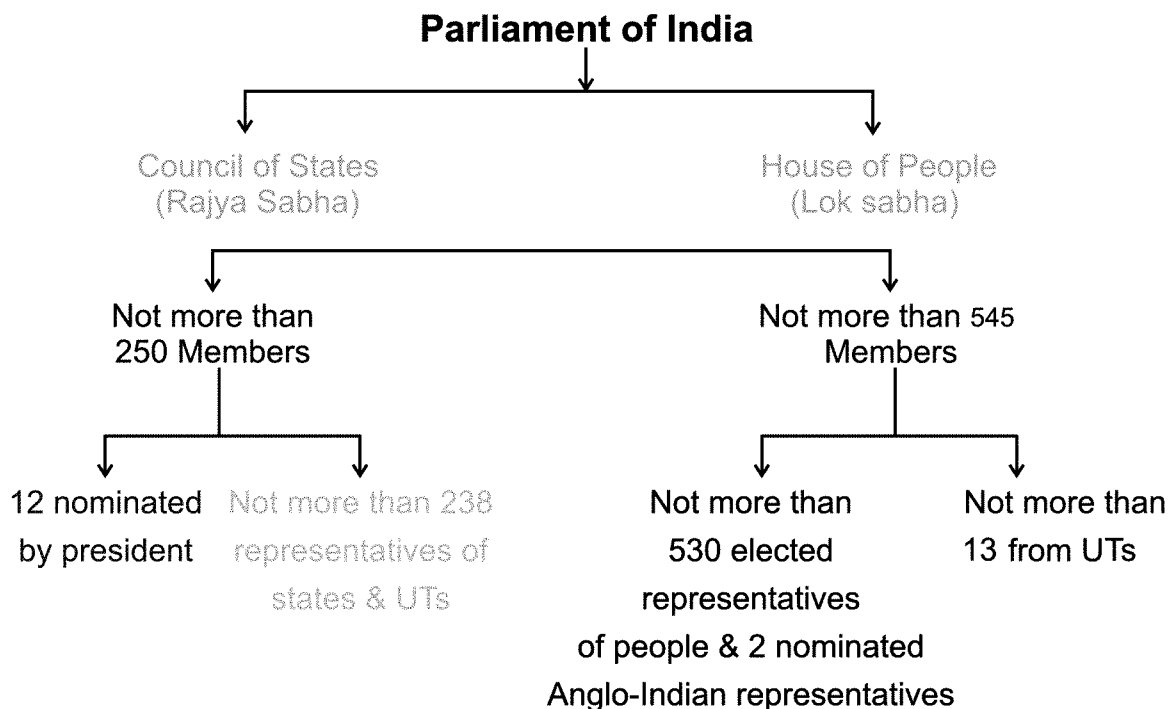 Parliament of India
Council of States
(Rajya Sabha)
House of People
(Lok sabha)
Not more than
250 Members
Not more than 545
Members
12 nominated
by president
Not more than 238
representatives of
states & UTs
Not more than
530 elected
representatives
of people & 2 nominated
Anglo-Indian representatives
Not more than
13 from UTs